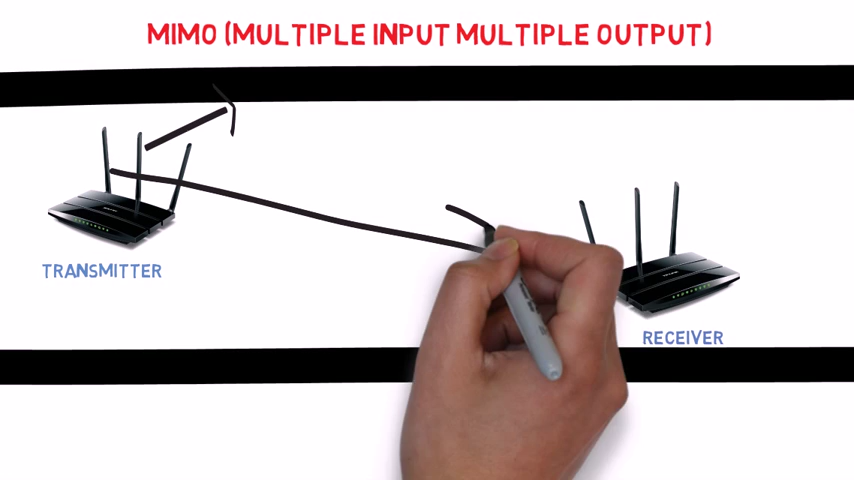 MIMO (MULTIPLE INPUT MULTIPLE OUTPUT)
TRANSMITTER
RECEIVER